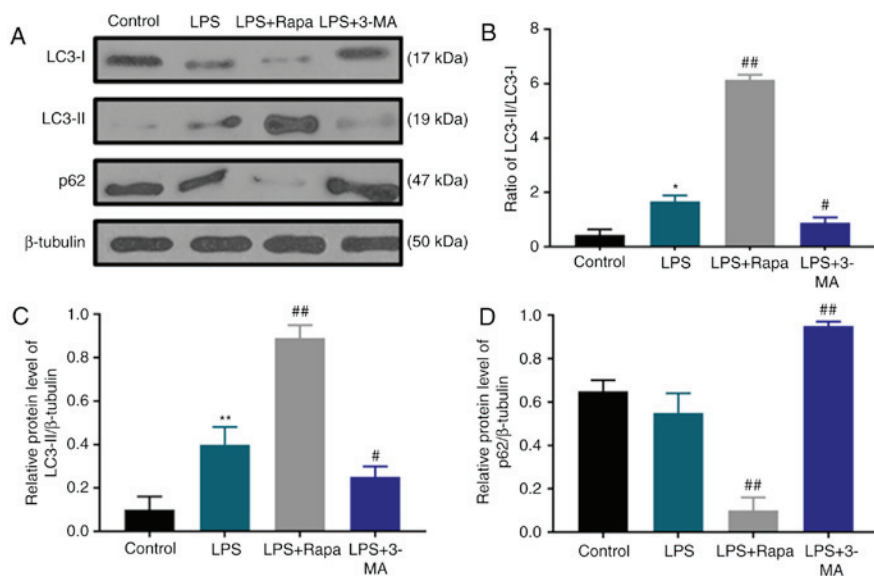 A
Control LPS LPS+Rapa LPS+3-MA
LC3-I (17 kDa)
LC3-II (19 kDa)
p62 (47 kDa)
β-tubulin (50 kDa)
B
Ratio of LC3-II/LC3-I
8
6
4
2
0
*
##
#
Control LPS LPS+Rapa LPS+3-
MA
C
Relative protein level of
LC3-II/β-tubulin
1.0
0.8
0.6
0.4
0.2
0.0
**
##
#
Control LPS LPS+Rapa LPS+3-
MA
D
Relative protein level of
p62/β-tubulin
1.0
0.8
0.6
0.4
0.2
0.0
##
##
Control LPS LPS+Rapa LPS+3-
MA